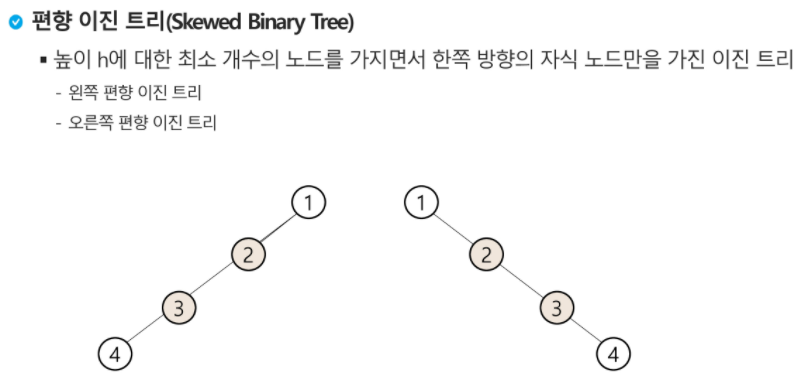 편향 이진 트리(Skewed Binary Tree)
▪ 높이 h에 대한 최소 개수의 노드를 가지면서 한쪽 방향의 자식 노드만을 가진 이진 트리
- 왼쪽 편향 이진 트리
- 오른쪽 편향 이진 트리
1 1
2 2
3 3
4 4